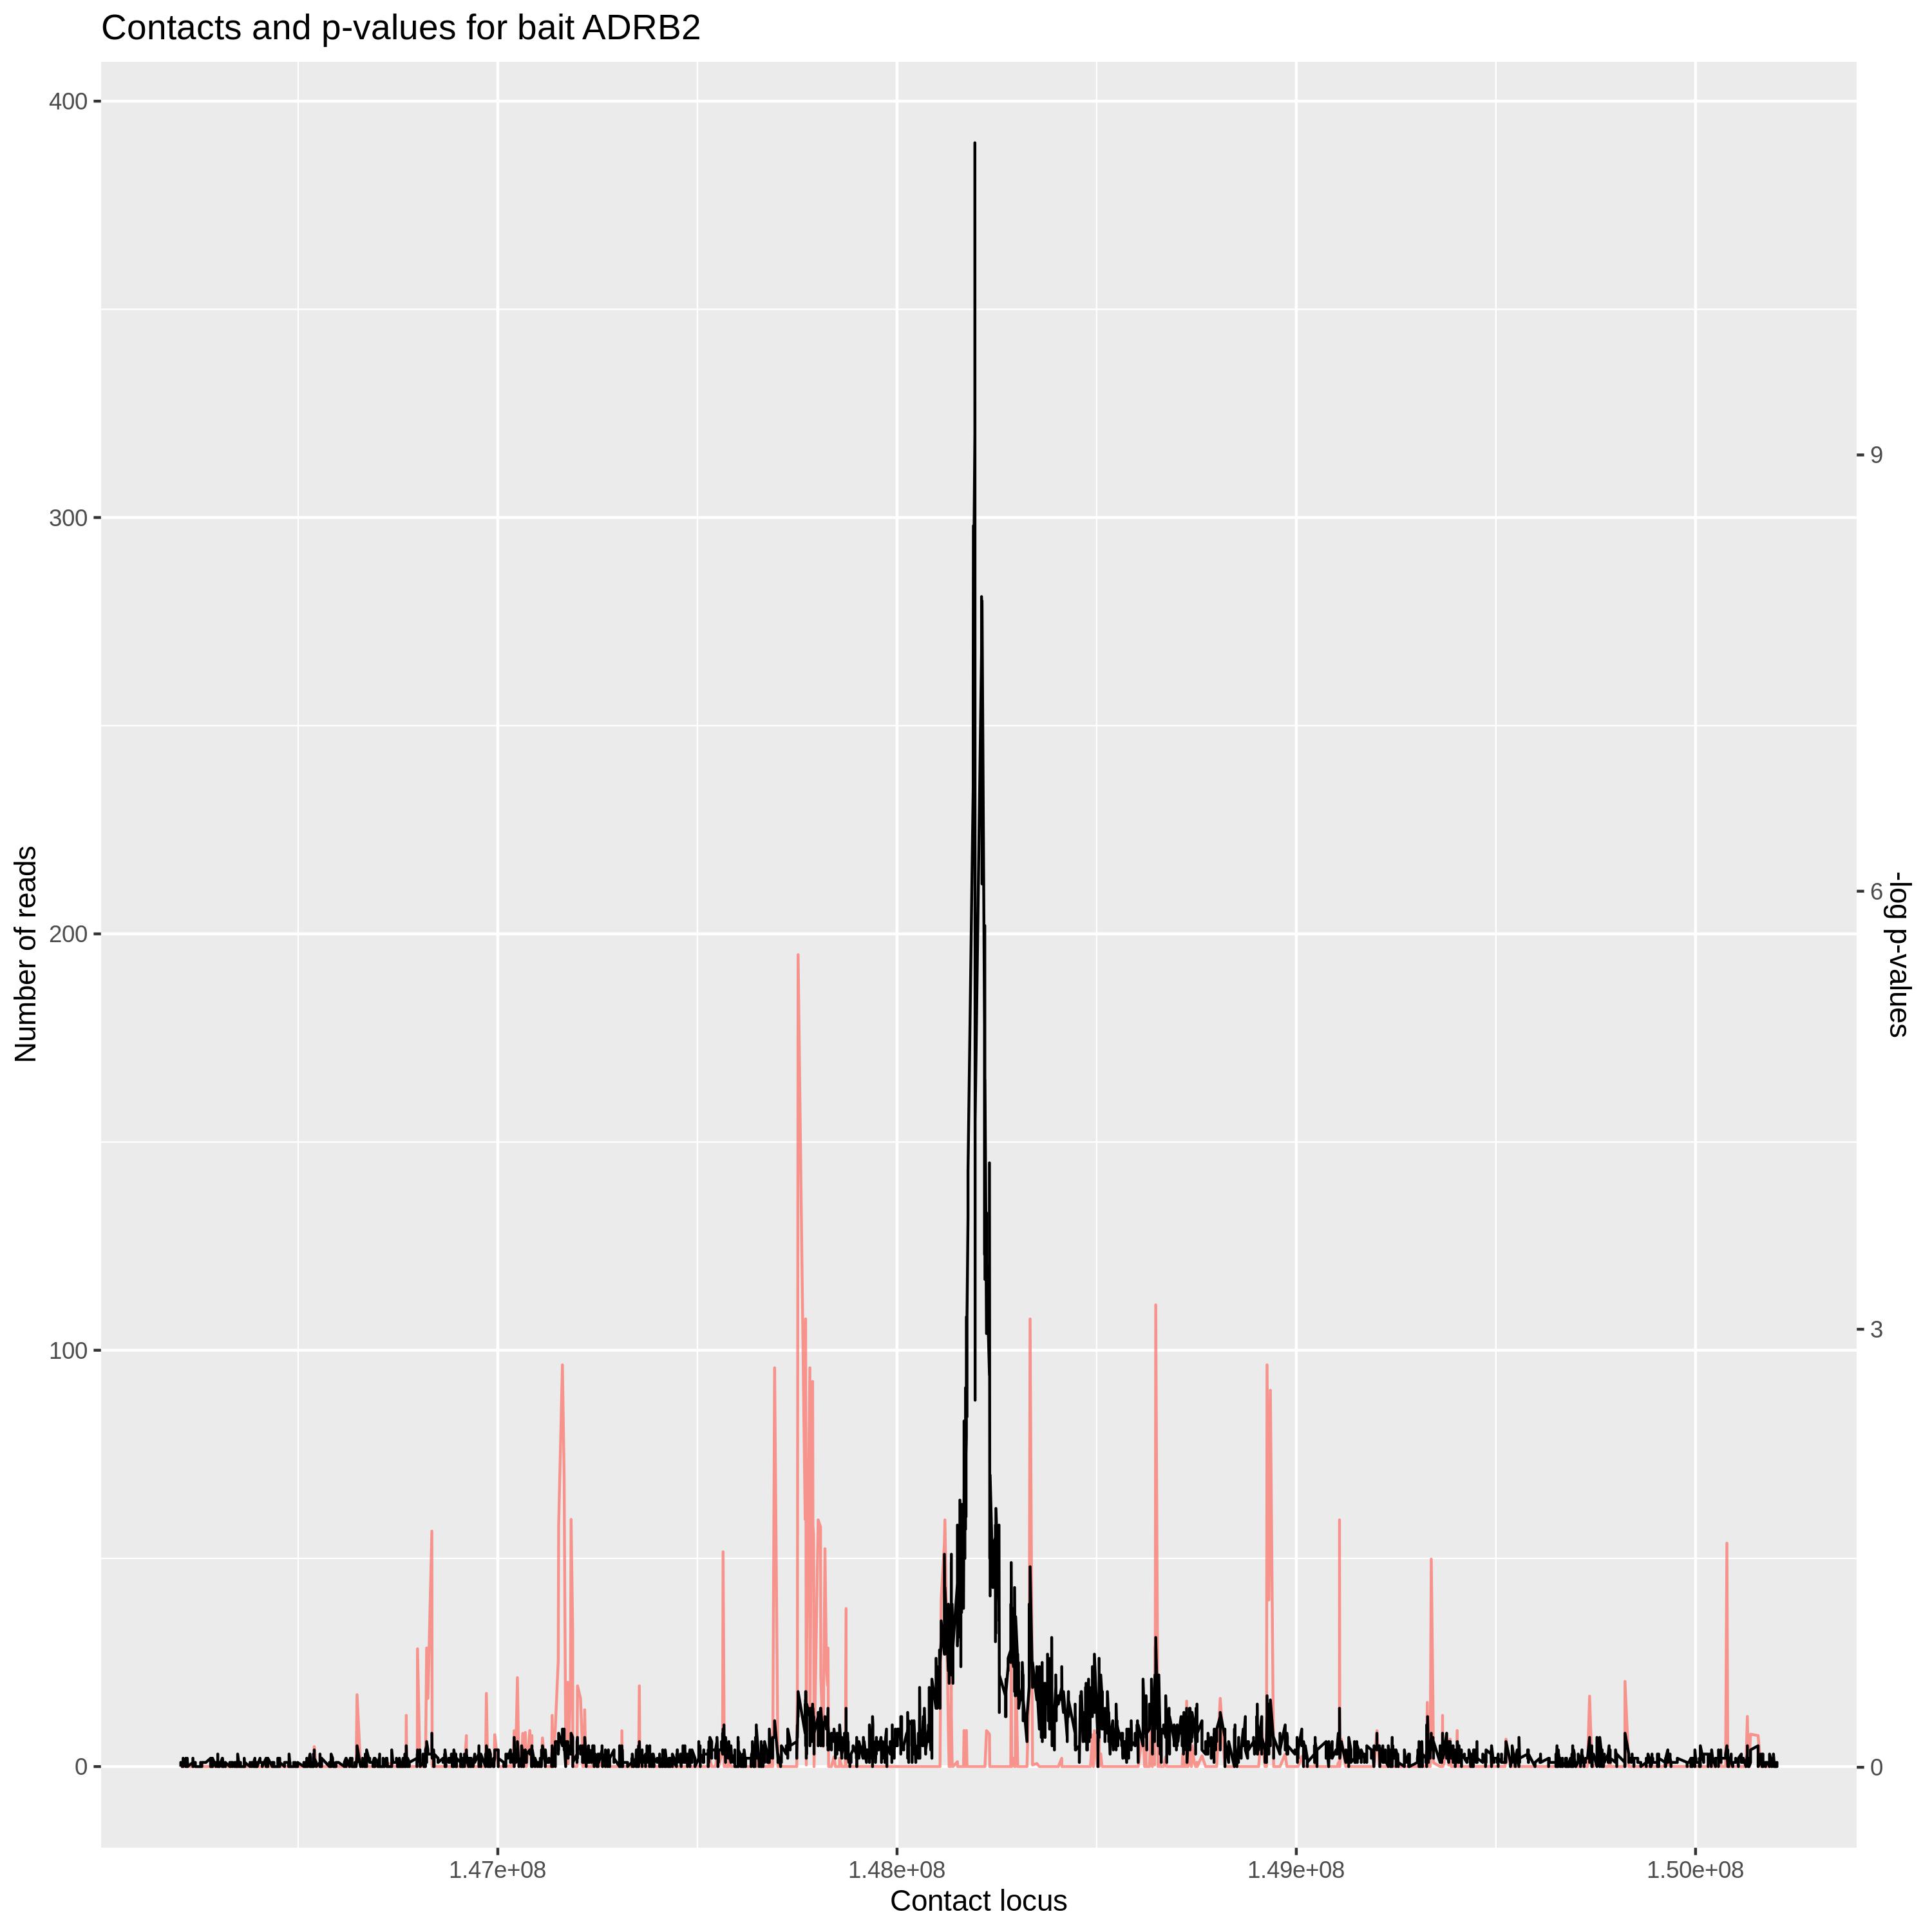 Contacts and p-values for bait ADRB2
400
300
200
100
0
Number of reads
9
6
3
0
-log p-values
1.47e+08
1.48e+08
1.49e+08
1.50e+08
Contact locus